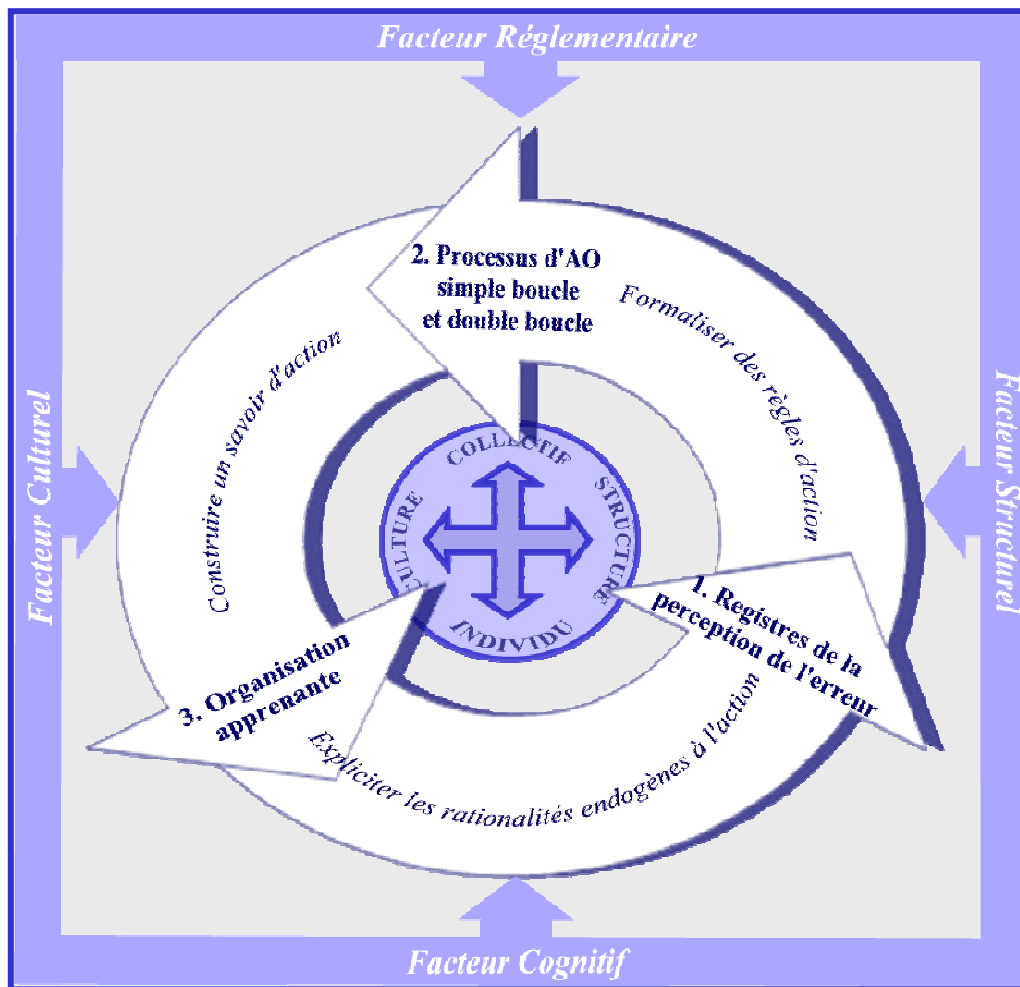 Facteur Réglementaire
2. Processus d'AO
simple boucle
et double boucle
Formaliser des règles d'action
Construire un savoir d'action
Facteur Culturel
Facteur Structurel
COLLECTIF
CULTURE
STRUCTURE
INDIVIDU
1. Registres de la
perception de l'erreur
3. Organisation
apprenante
Expliciter les rationalités endogènes à l'action
Facteur Cognitif